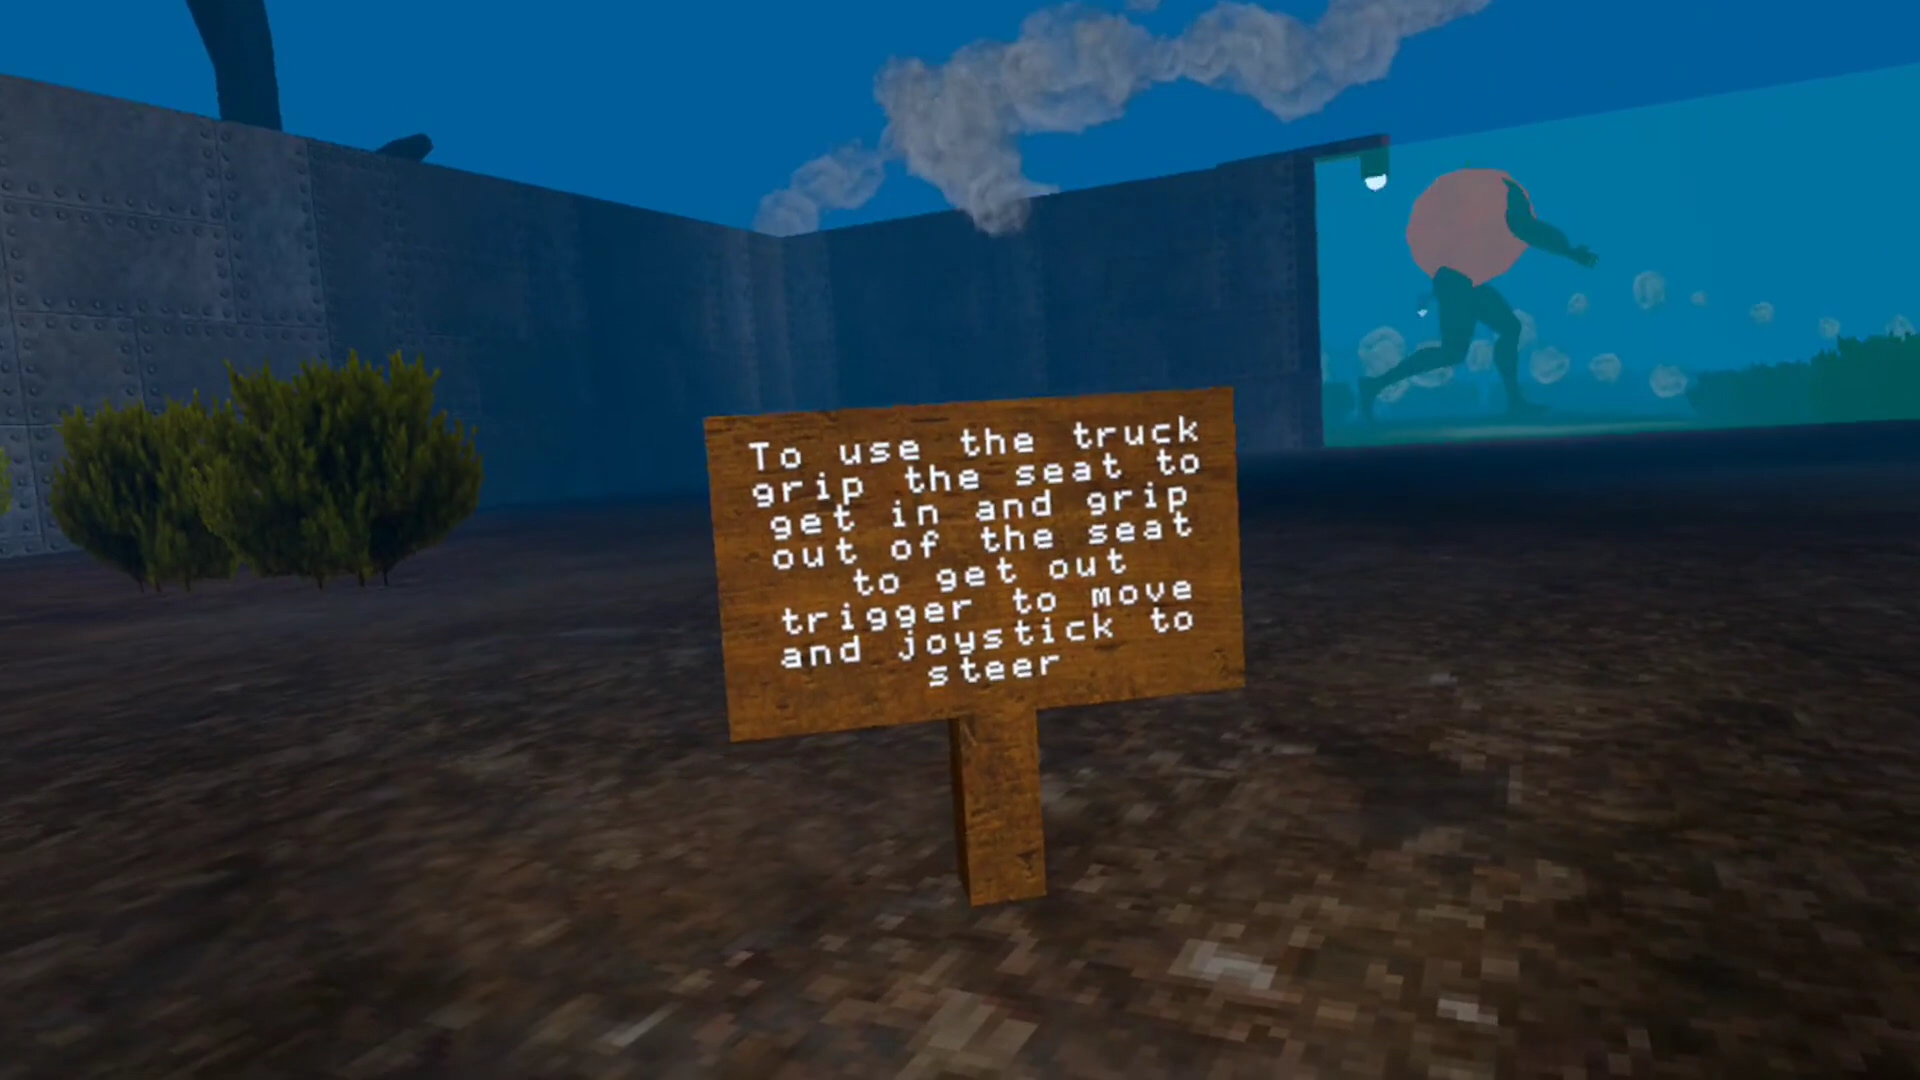 To use the truck
grip the seat to
get in and grip
out of the seat
to get out
trigger to move
and joystick to
steer